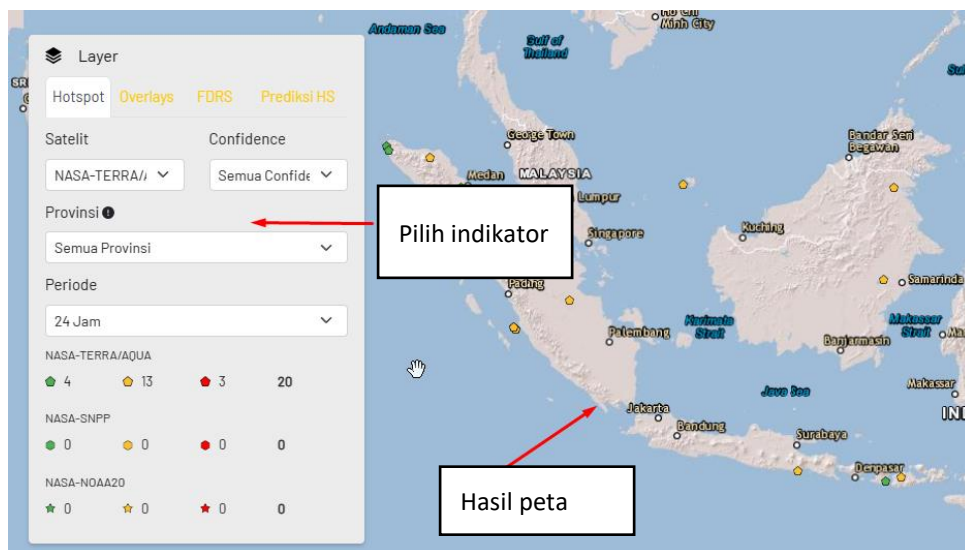 Layer
Hotspot Overlays FDRS Prediksi HS
Satelit Confidence
NASA-TERRA/ Semua Confide
Provinsi
Semua Provinsi
Periode
24 Jam
NASA-TERRA/AQUA
4 13 3 20
NASA-SNPP
0 0 0 0
NASA-NOAA20
0 0 0 0
Pilih indikator
Hasil peta
Andaman Sea
Gulf of
Thailand
Minh City
George Town
Bandar Seri
Begawan
Medan
MALAYSIA
Lumpur
Singapore
Kuching
Padang
Samarinda
Palembang
Karimata
Strait
Makassar
Strait
Banjarmasin
Java Sea
Makassar
Jakarta
Bandung
Surabaya
Denpasar